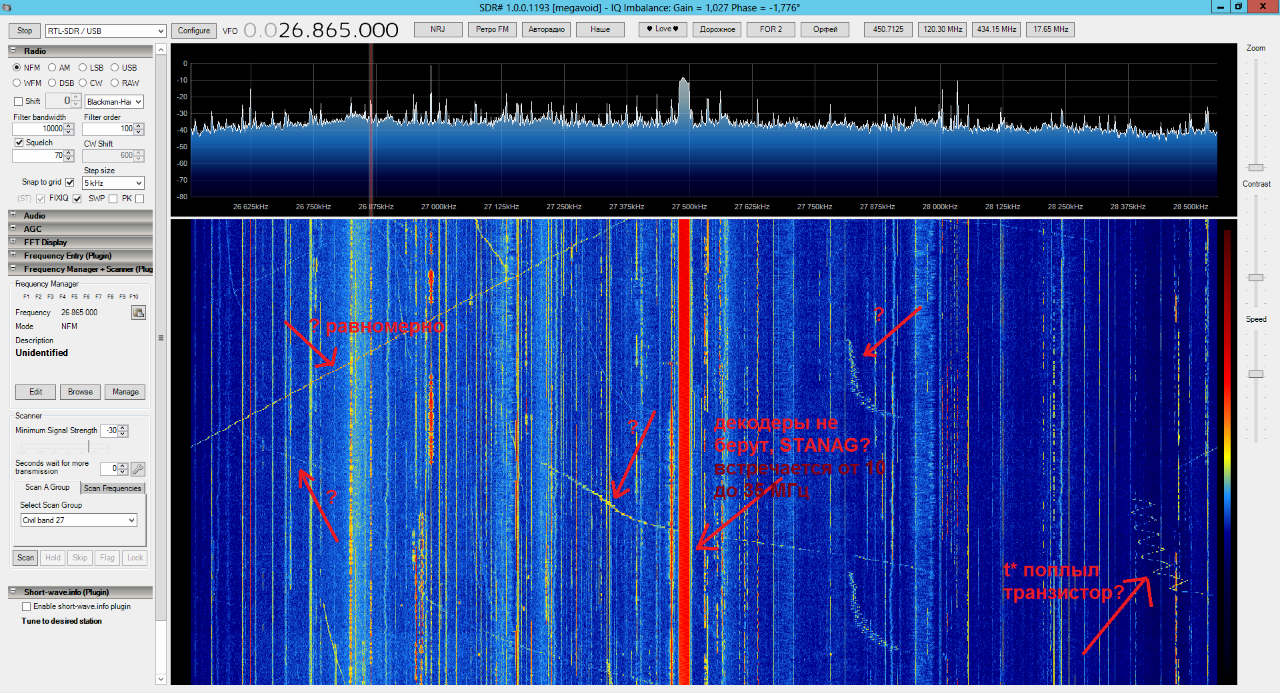 SDR# 1.0.0.1193 [megavoid] - IQ Imbalance: Gain = 1,027 Phase = -1,776°
Stop
RTL-SDR / USB
Configure
VFO
0.026.865.000
NRJ
Ретро FM
Авторадио
Наше
♥ Love♥
Дорожное
FOR 2
Орфей
450.7125
120.30 MHz
434.15 MHz
17.65 MHz
Radio
NFM AM LSB USB
WFM DSB CW RAW
Shift 0 Blackman-Har
Filter bandwidth Filter order
10000 100
Squelch CW Shift
70 600
Step size
Snap to grid 5 kHz
(ST) FIXIQ SWP PK
Audio
AGC
FFT Display
Frequency Entry (Plugin)
Frequency Manager + Scanner (Plug
Frequency Manager
F1 F2 F3 F4 F5 F6 F7 F8 F9 F10
Frequency 26 865 000
Mode NFM
Description
Unidentified
Edit Browse Manage
Scanner
Minimum Signal Strength -30
Seconds wait for more
transmission 0
Scan A Group Scan Frequencies
Select Scan Group
Civil band 27
Scan Hold Skip Flag Lock
Short-wave.info (Plugin)
Enable short-wave.info plugin
Tune to desired station
0
-10
-20
-30
-40
-50
-60
-70
-80
26 625kHz 26 750kHz 26 875kHz 27 000kHz 27 125kHz 27 250kHz 27 375kHz 27 500kHz 27 625kHz 27 750kHz 27 875kHz 28 000kHz 28 125kHz 28 250kHz 28 375kHz 28 500kHz
? равномерно
?
?
?
декодеры не
берут, STANAG?
встречается от 10
до 35 МГц
t* поплыл
транзистор?
Zoom
Contrast
Speed